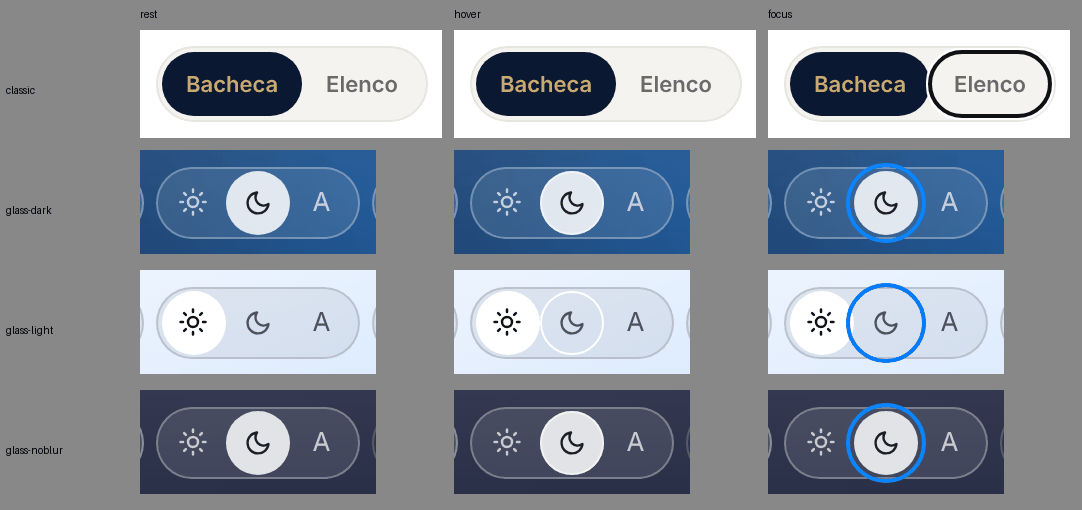 rest hover focus
classic Bacheca Elenco Bacheca Elenco Bacheca Elenco
glass-dark A A A
glass-light A A A
glass-noblur A A A